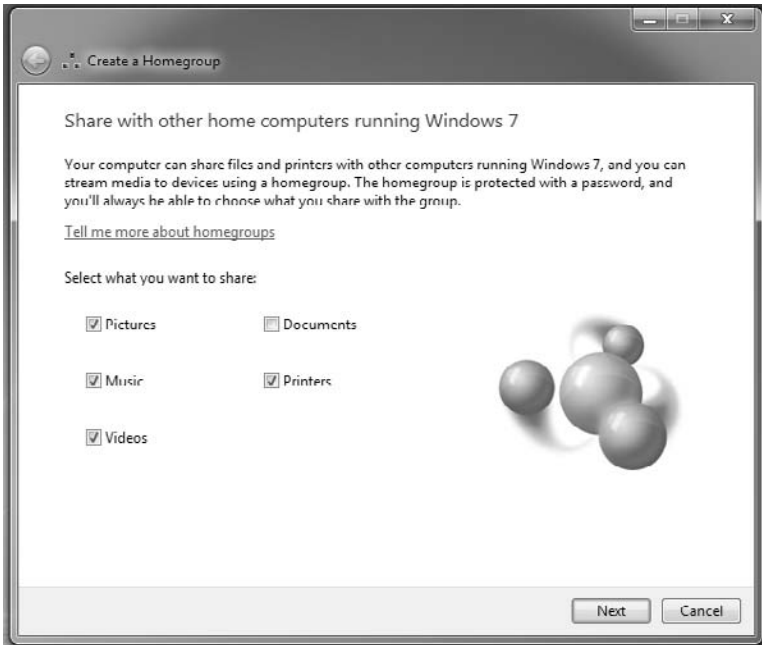 Create a Homegroup
Share with other home computers running Windows 7
Your computer can share files and printers with other computers running Windows 7, and you can
stream media to devices using a homegroup. The homegroup is protected with a password, and
you'll always be able to choose what you share with the group.
Tell me more about homegroups
Select what you want to share:
Pictures Documents
Music Printers
Videos
Next Cancel